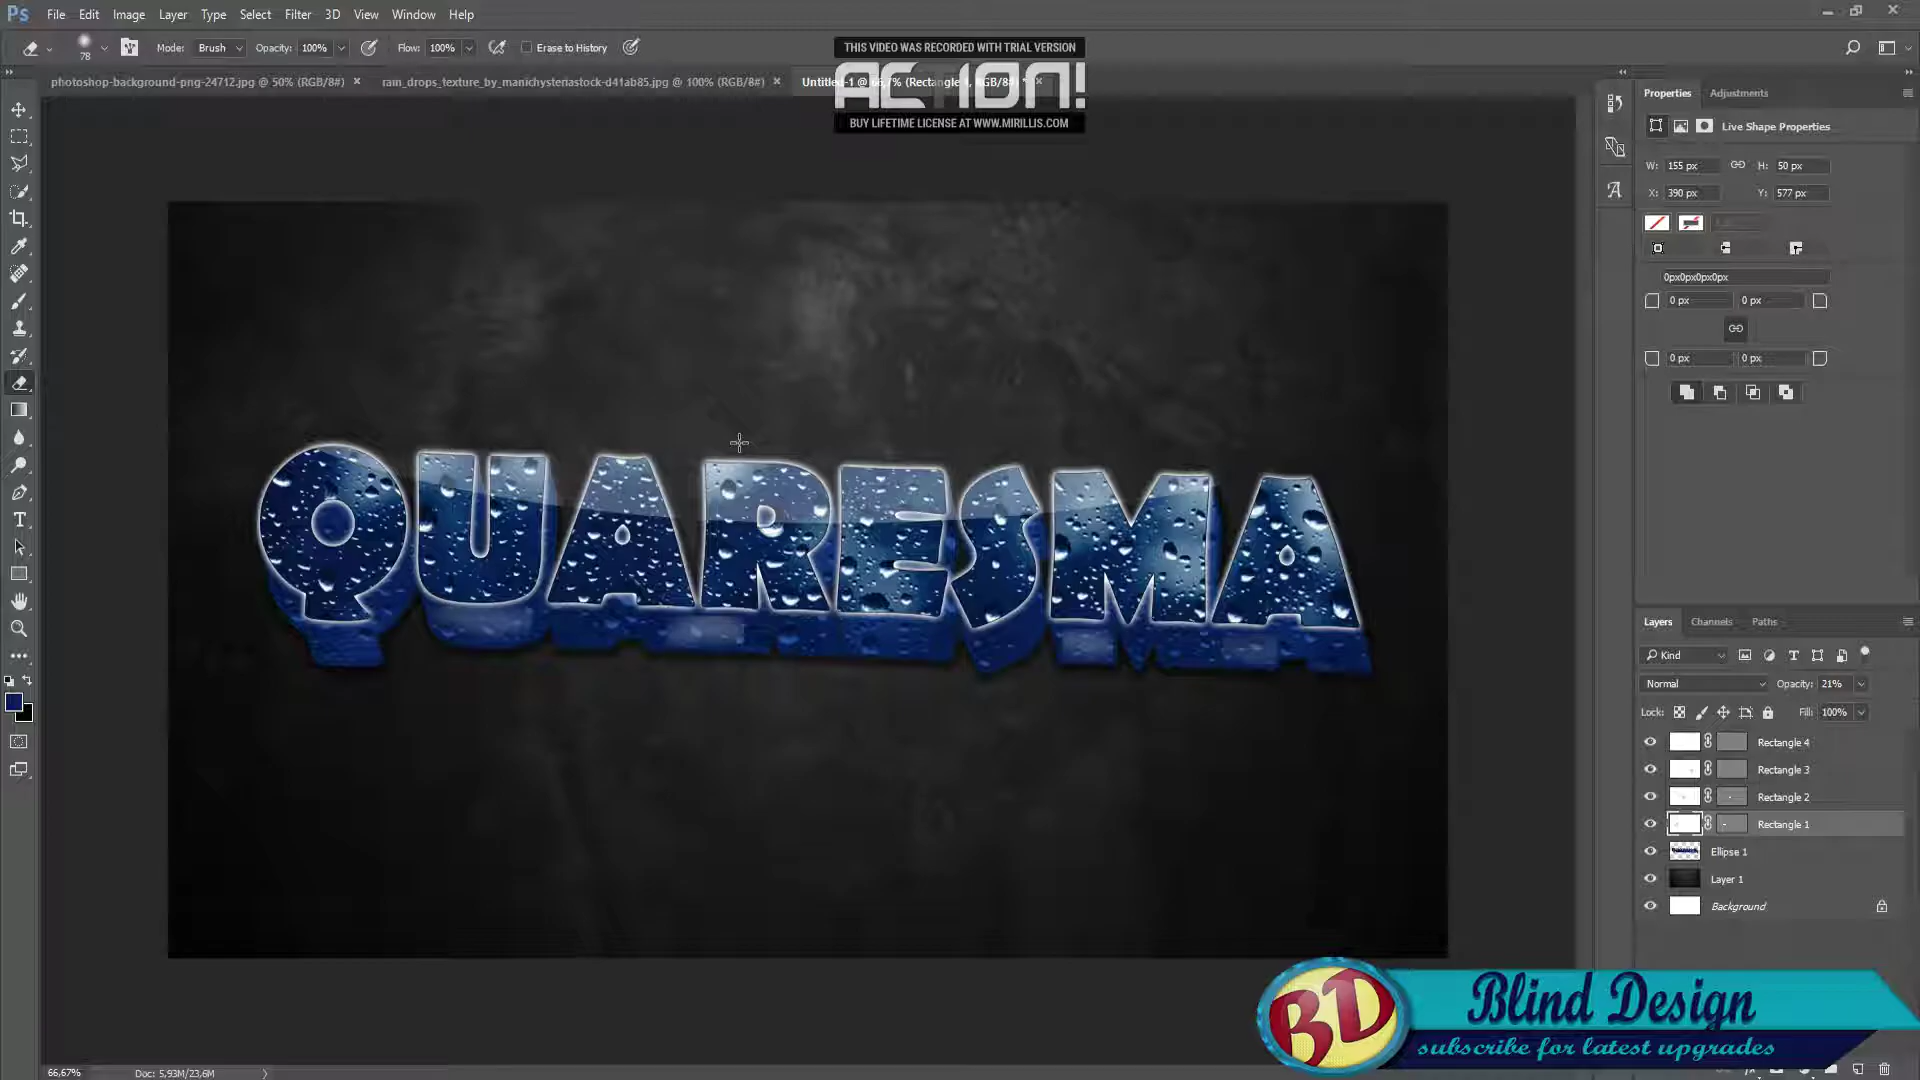 Ps File Edit Image Layer Type Select Filter 3D View Window Help
78 Mode: Brush Opacity: 100% Flow: 100% Erase to History
THIS VIDEO WAS RECORDED WITH TRIAL VERSION
ACTION!
BUY LIFETIME LICENSE AT WWW.MIRILLIS.COM
photoshop-background-png-24712.jpg @ 50% (RGB/8#) × rain_drops_texture_by_manichysteriastock-d41ab85.jpg @ 100% (RGB/8#) × Untitled-1 @ 66,7% (Rectangle 1, RGB/8#) * ×
Properties Adjustments
Live Shape Properties
W: 155 px H: 50 px
X: 390 px Y: 577 px
0px0px0px0px
0 px 0 px
0 px 0 px
QUARESMA
Layers Channels Paths
Kind
Normal Opacity: 21%
Lock: Fill: 100%
Rectangle 4
Rectangle 3
Rectangle 2
Rectangle 1
Ellipse 1
Layer 1
Background
BD
Blind Design
subscribe for latest upgrades
66,67% Doc: 5,93M/23,6M